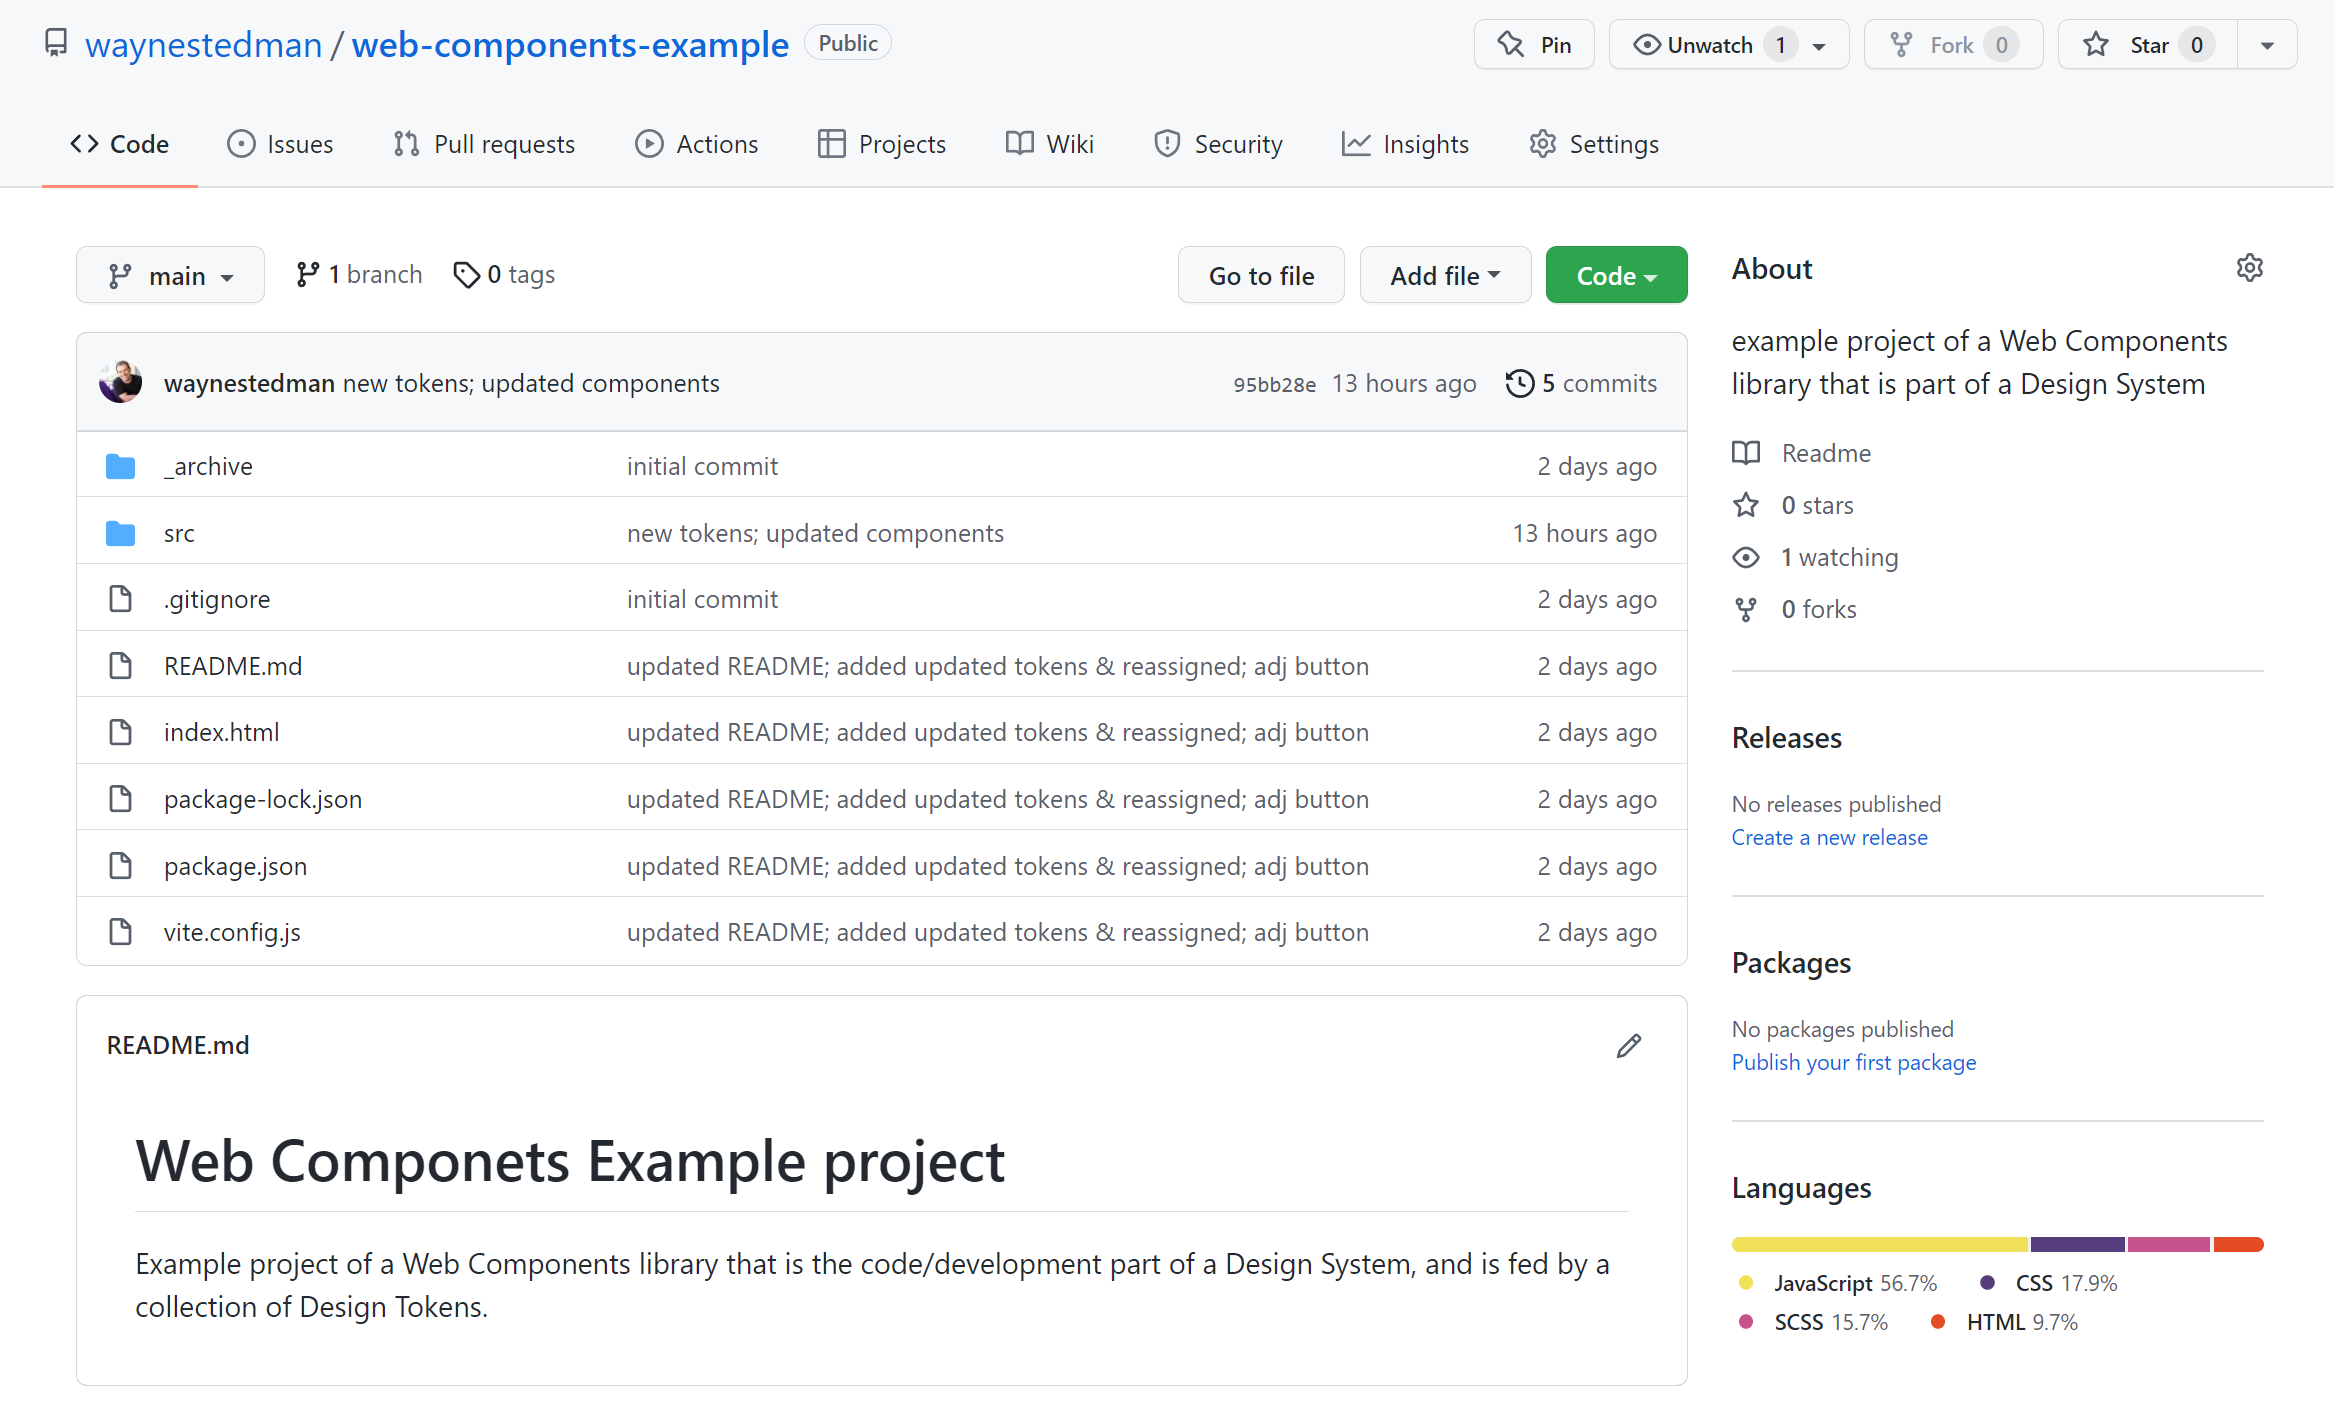 waynestedman / web-components-example Public
Pin Unwatch 1 Fork 0 Star 0
Code Issues Pull requests Actions Projects Wiki Security Insights Settings
main 1 branch 0 tags Go to file Add file Code
waynestedman new tokens; updated components 95bb28e 13 hours ago 5 commits
_archive initial commit 2 days ago
src new tokens; updated components 13 hours ago
.gitignore initial commit 2 days ago
README.md updated README; added updated tokens & reassigned; adj button 2 days ago
index.html updated README; added updated tokens & reassigned; adj button 2 days ago
package-lock.json updated README; added updated tokens & reassigned; adj button 2 days ago
package.json updated README; added updated tokens & reassigned; adj button 2 days ago
vite.config.js updated README; added updated tokens & reassigned; adj button 2 days ago
README.md
Web Componets Example project
Example project of a Web Components library that is the code/development part of a Design System, and is fed by a
collection of Design Tokens.
About
example project of a Web Components
library that is part of a Design System
Readme
0 stars
1 watching
0 forks
Releases
No releases published
Create a new release
Packages
No packages published
Publish your first package
Languages
JavaScript 56.7% CSS 17.9%
SCSS 15.7% HTML 9.7%